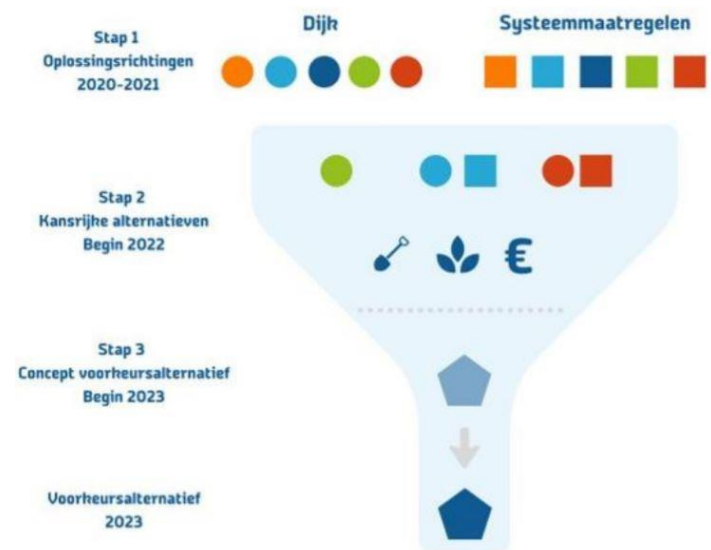 Dijk
Systeemmaatregelen
Stap 1
Oplossingsrichtingen
2020-2021
Stap 2
Kansrijke alternatieven
Begin 2022
€
Stap 3
Concept voorkeursalternatief
Begin 2023
Voorkeursalternatief
2023